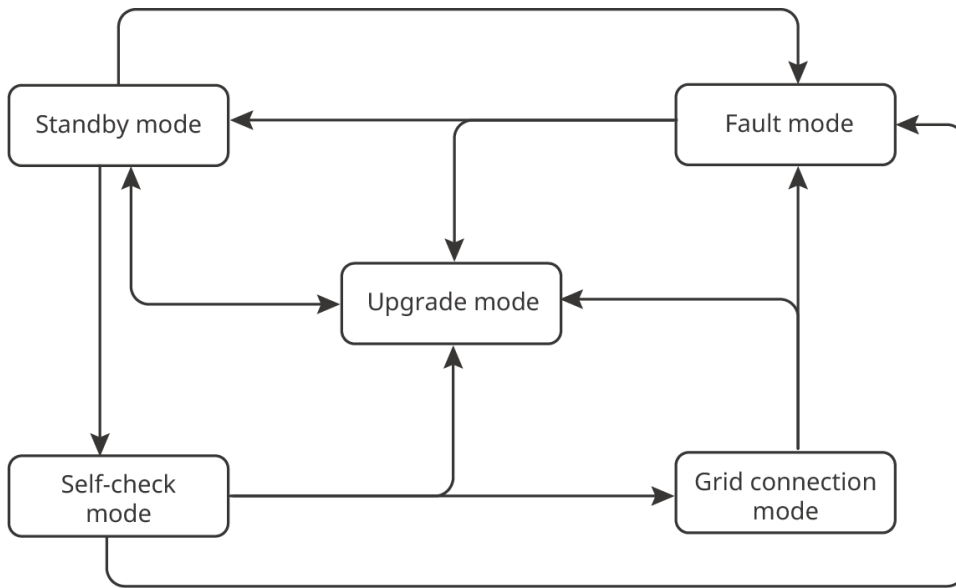 Standby mode
Fault mode
Upgrade mode
Self-check
mode
Grid connection
mode